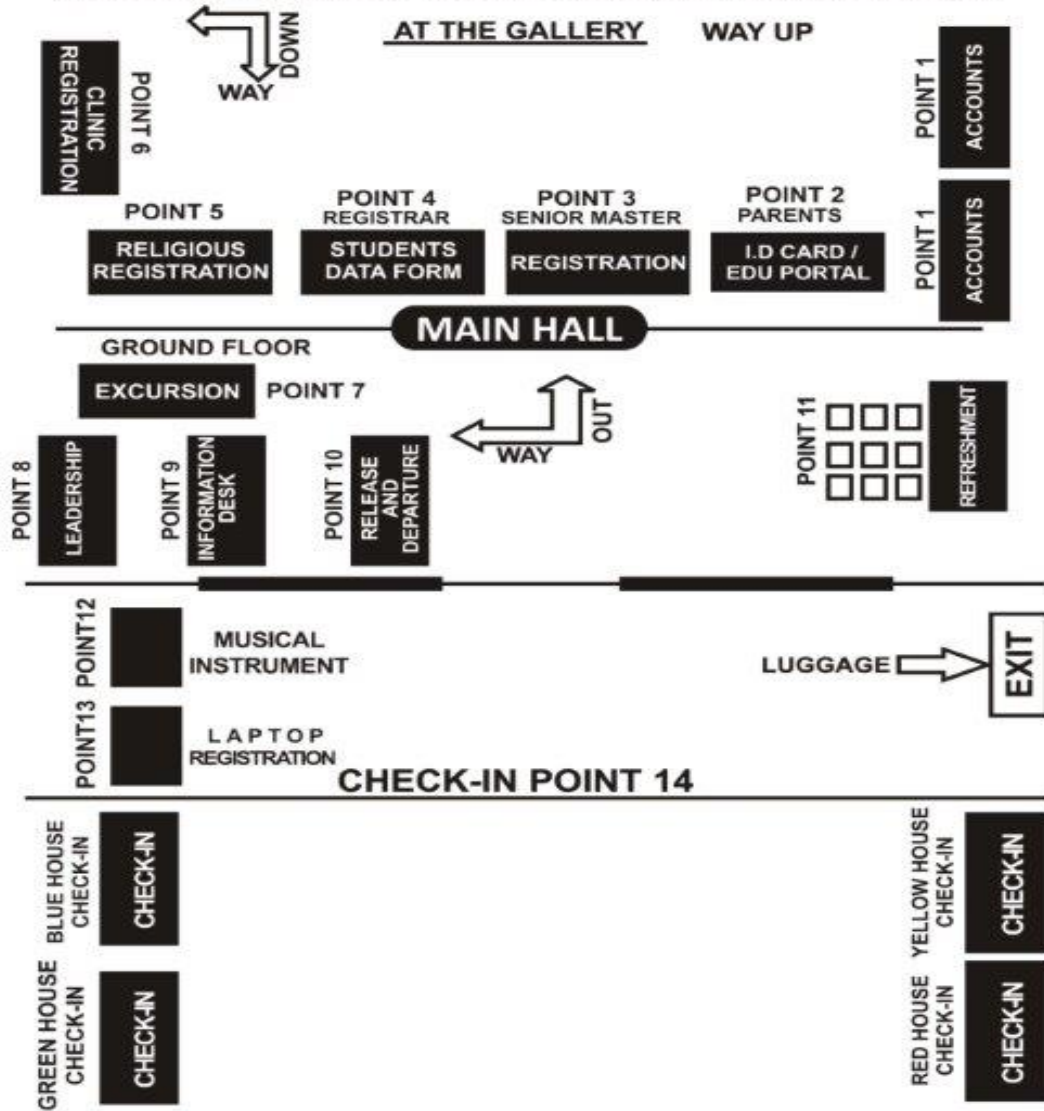 AT THE GALLERY
WAY UP
DOWN
WAY
CLINIC
REGISTRATION
POINT 6
POINT 1
ACCOUNTS
POINT 5
RELIGIOUS
REGISTRATION
POINT 4
REGISTRAR
STUDENTS
DATA FORM
POINT 3
SENIOR MASTER
REGISTRATION
POINT 2
PARENTS
I.D CARD /
EDU PORTAL
POINT 1
ACCOUNTS
MAIN HALL
GROUND FLOOR
EXCURSION
POINT 7
OUT
WAY
POINT 11
REFRESHMENT
POINT 8
LEADERSHIP
POINT 9
INFORMATION
DESK
POINT 10
RELEASE
AND
DEPARTURE
POINT12
MUSICAL
INSTRUMENT
LUGGAGE
EXIT
POINT13
LAPTOP
REGISTRATION
CHECK-IN POINT 14
BLUE HOUSE
CHECK-IN
CHECK-IN
YELLOW HOUSE
CHECK-IN
CHECK-IN
GREEN HOUSE
CHECK-IN
CHECK-IN
RED HOUSE
CHECK-IN
CHECK-IN